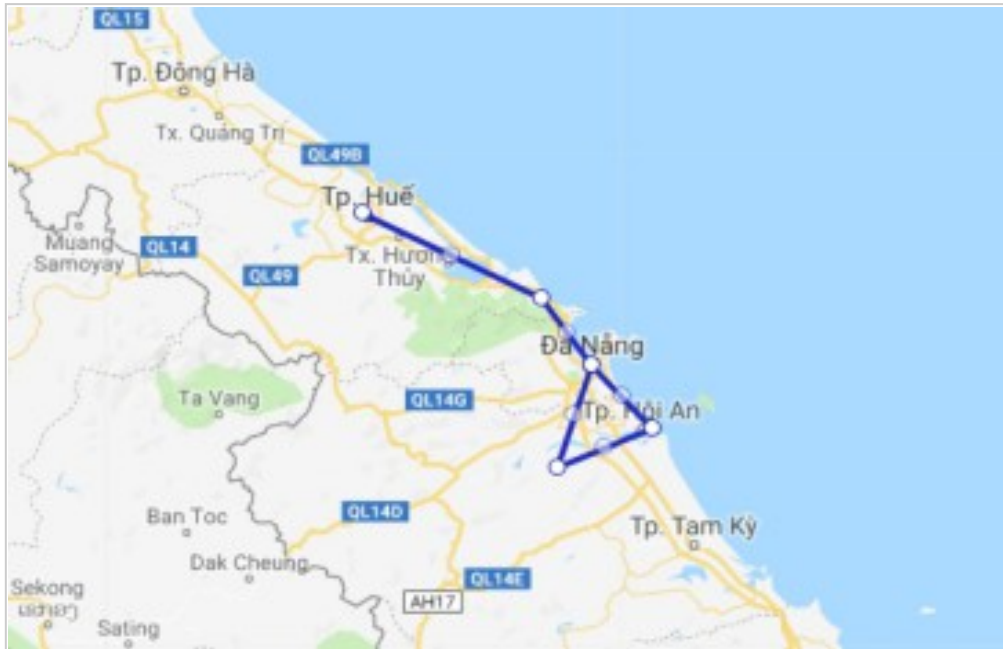 QL15
Tp. Đông Hà
Tx. Quảng Trị
QL49B
Tp. Huế
Muang
Samoyay
QL14
Tx. Hương
Thủy
QL49
Đà Nẵng
Ta Vang
QL14G
Tp. Hội An
QL14D
Ban Toc
Tp. Tam Kỳ
Dak Cheung
QL14E
Sekong
AH17
Sating